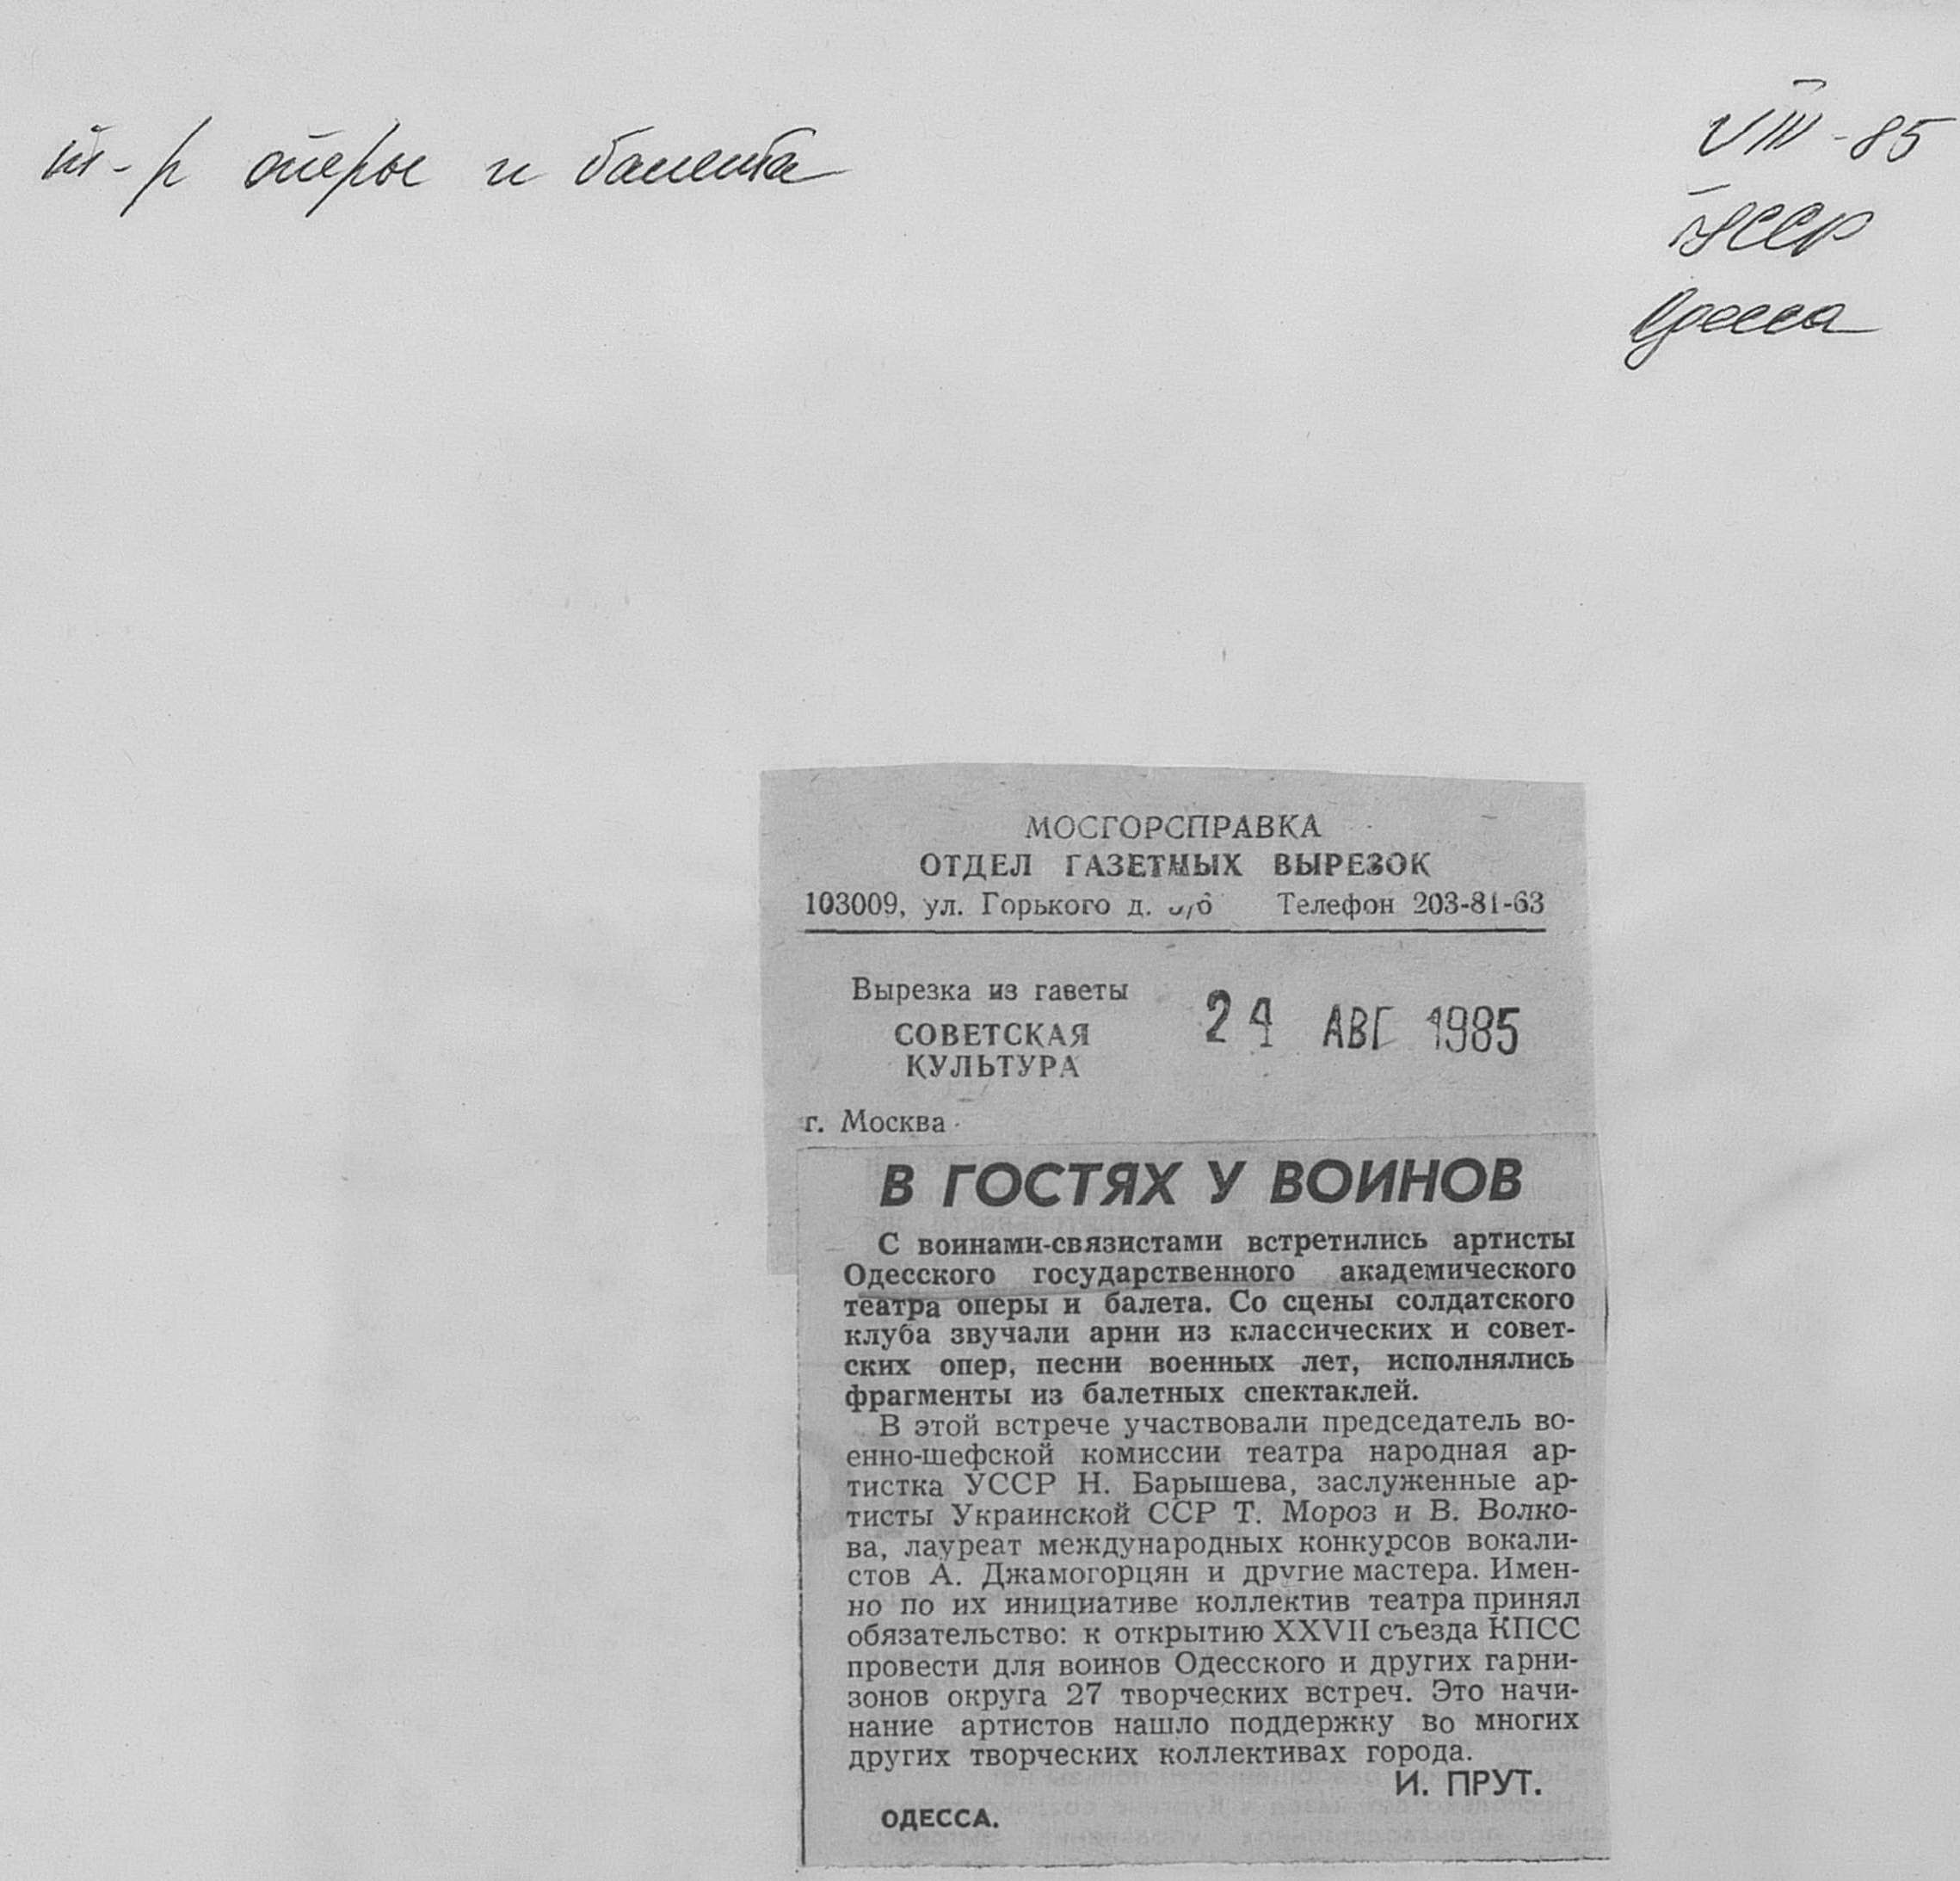 т-р оперы и балета
VIII-85
УССР
Одесса
МОСГОРСПРАВКА
ОТДЕЛ ГАЗЕТНЫХ ВЫРЕЗОК
103009, ул. Горького д. Телефон 203-81-63
Вырезка из гаветы
СОВЕТСКАЯ
КУЛЬТУРА
24 АВГ 1985
г. Москва
В ГОСТЯХ У ВОИНОВ
С воинами-связистами встретились артисты
Одесского государственного академического
театра оперы и балета. Со сцены солдатского
клуба звучали арии из классических и совет-
ских опер, песни военных лет, исполнялись
фрагменты из балетных спектаклей.
В этой встрече участвовали председатель во-
енно-шефской комиссии театра народная ар-
тистка УССР Н. Барышева, заслуженные ар-
тисты Украинской ССР Т. Мороз и В. Волко-
ва, лауреат международных конкурсов вокали-
стов А. Джамогорцян и другие мастера. Имен-
но по их инициативе коллектив театра принял
обязательство: к открытию XXVII съезда КПСС
провести для воинов Одесского и других гарни-
зонов округа 27 творческих встреч. Это начи-
нание артистов нашло поддержку во многих
других творческих коллективах города.
И. ПРУТ.
ОДЕССА.